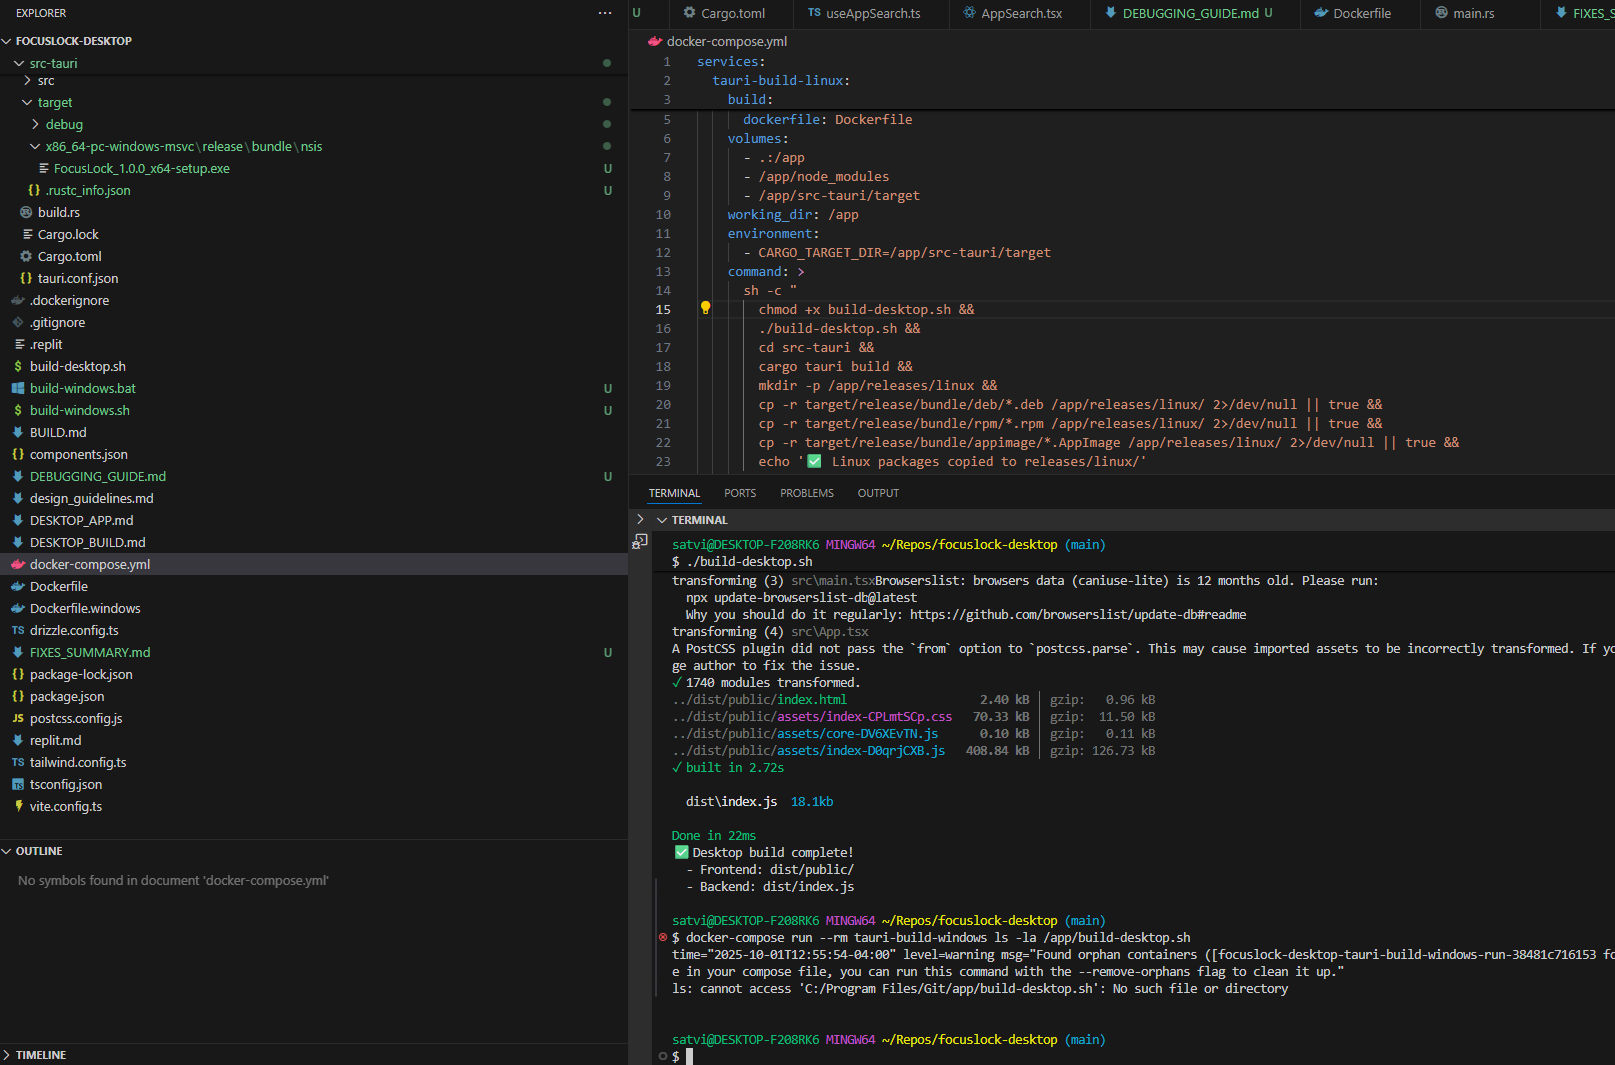 EXPLORER
FOCUSLOCK-DESKTOP
src-tauri
src
target
debug
x86_64-pc-windows-msvc\release\bundle\nsis
FocusLock_1.0.0_x64-setup.exe U
.rustc_info.json U
build.rs
Cargo.lock
Cargo.toml
tauri.conf.json
.dockerignore
.gitignore
.replit
build-desktop.sh
build-windows.bat U
build-windows.sh U
BUILD.md
components.json
DEBUGGING_GUIDE.md U
design_guidelines.md
DESKTOP_APP.md
DESKTOP_BUILD.md
docker-compose.yml
Dockerfile
Dockerfile.windows
drizzle.config.ts
FIXES_SUMMARY.md U
package-lock.json
package.json
postcss.config.js
replit.md
tailwind.config.ts
tsconfig.json
vite.config.ts
OUTLINE
No symbols found in document 'docker-compose.yml'
TIMELINE
U Cargo.toml TS useAppSearch.ts AppSearch.tsx DEBUGGING_GUIDE.md U Dockerfile main.rs FIXES_S
docker-compose.yml
1 services:
2 tauri-build-linux:
3 build:
5 dockerfile: Dockerfile
6 volumes:
7 - .:/app
8 - /app/node_modules
9 - /app/src-tauri/target
10 working_dir: /app
11 environment:
12 - CARGO_TARGET_DIR=/app/src-tauri/target
13 command: >
14 sh -c "
15 chmod +x build-desktop.sh &&
16 ./build-desktop.sh &&
17 cd src-tauri &&
18 cargo tauri build &&
19 mkdir -p /app/releases/linux &&
20 cp -r target/release/bundle/deb/*.deb /app/releases/linux/ 2>/dev/null || true &&
21 cp -r target/release/bundle/rpm/*.rpm /app/releases/linux/ 2>/dev/null || true &&
22 cp -r target/release/bundle/appimage/*.AppImage /app/releases/linux/ 2>/dev/null || true &&
23 echo '✅ Linux packages copied to releases/linux/'
TERMINAL PORTS PROBLEMS OUTPUT
TERMINAL
satvi@DESKTOP-F208RK6 MINGW64 ~/Repos/focuslock-desktop (main)
$ ./build-desktop.sh
transforming (3) src\main.tsxBrowserslist: browsers data (caniuse-lite) is 12 months old. Please run:
npx update-browserslist-db@latest
Why you should do it regularly: https://github.com/browserslist/update-db#readme
transforming (4) src\App.tsx
A PostCSS plugin did not pass the `from` option to `postcss.parse`. This may cause imported assets to be incorrectly transformed. If yo
ge author to fix the issue.
✓ 1740 modules transformed.
../dist/public/index.html 2.40 kB │ gzip: 0.96 kB
../dist/public/assets/index-CPLmtSCp.css 70.33 kB │ gzip: 11.50 kB
../dist/public/assets/core-DV6XEvTN.js 0.10 kB │ gzip: 0.11 kB
../dist/public/assets/index-D0qrjCXB.js 408.84 kB │ gzip: 126.73 kB
✓ built in 2.72s
dist\index.js 18.1kb
Done in 22ms
✅ Desktop build complete!
- Frontend: dist/public/
- Backend: dist/index.js
satvi@DESKTOP-F208RK6 MINGW64 ~/Repos/focuslock-desktop (main)
$ docker-compose run --rm tauri-build-windows ls -la /app/build-desktop.sh
time="2025-10-01T12:55:54-04:00" level=warning msg="Found orphan containers ([focuslock-desktop-tauri-build-windows-run-38481c716153 fo
e in your compose file, you can run this command with the --remove-orphans flag to clean it up."
ls: cannot access 'C:/Program Files/Git/app/build-desktop.sh': No such file or directory
satvi@DESKTOP-F208RK6 MINGW64 ~/Repos/focuslock-desktop (main)
$